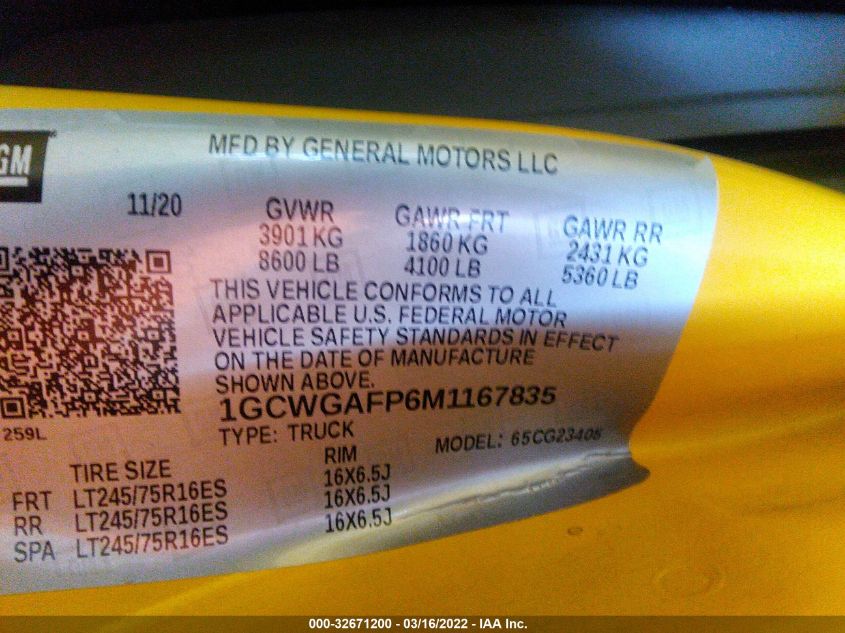 GM
MFD BY GENERAL MOTORS LLC
11/20
GVWR GAWR FRT GAWR RR
3901 KG 1860 KG 2431 KG
8600 LB 4100 LB 5360 LB
THIS VEHICLE CONFORMS TO ALL
APPLICABLE U.S. FEDERAL MOTOR
VEHICLE SAFETY STANDARDS IN EFFECT
ON THE DATE OF MANUFACTURE
SHOWN ABOVE.
1GCWGAFP6M1167835
259L
TYPE: TRUCK MODEL: 65CG23405
TIRE SIZE RIM
FRT LT245/75R16ES 16X6.5J
RR LT245/75R16ES 16X6.5J
SPA LT245/75R16ES 16X6.5J
000-32671200 - 03/16/2022 - IAA Inc.